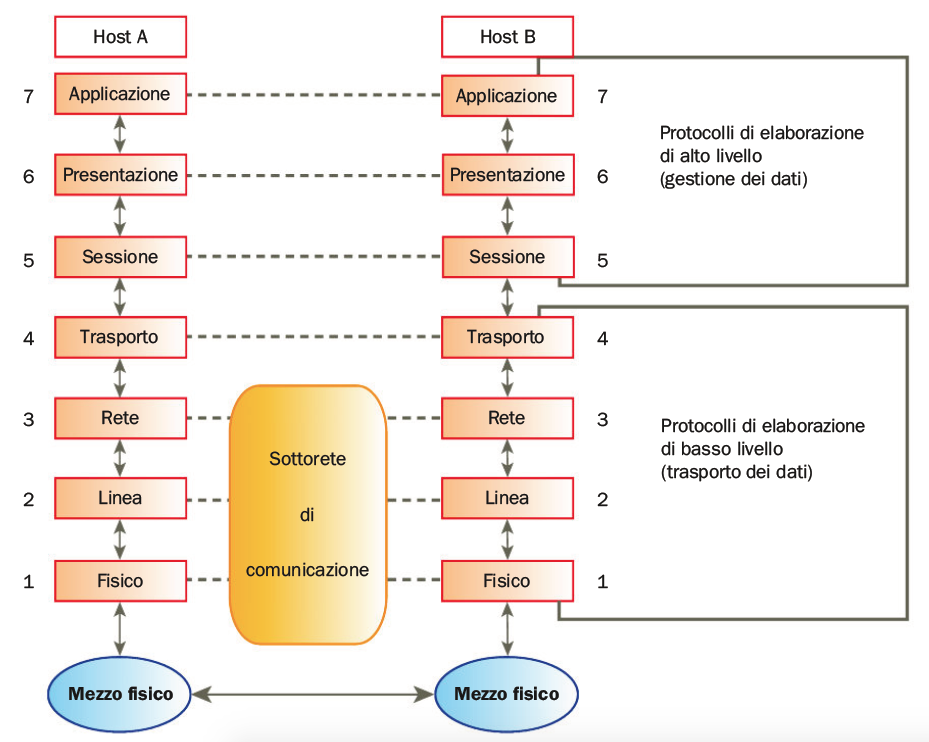 Host A
Host B
7
Applicazione
Applicazione
7
Protocolli di elaborazione
di alto livello
(gestione dei dati)
6
Presentazione
Presentazione
6
5
Sessione
Sessione
5
4
Trasporto
Trasporto
4
3
Rete
Rete
3
Protocolli di elaborazione
di basso livello
(trasporto dei dati)
Sottorete
di
comunicazione
2
Linea
Linea
2
1
Fisico
Fisico
1
Mezzo fisico
Mezzo fisico